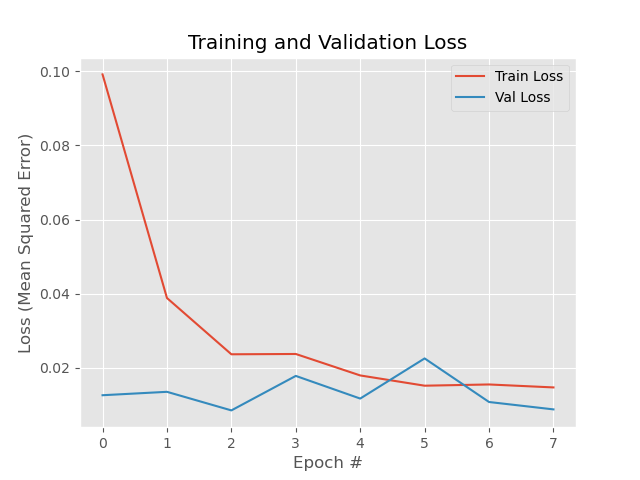 Training and Validation Loss
Train Loss
Val Loss
Loss (Mean Squared Error)
0.10
0.08
0.06
0.04
0.02
0 1 2 3 4 5 6 7
Epoch #